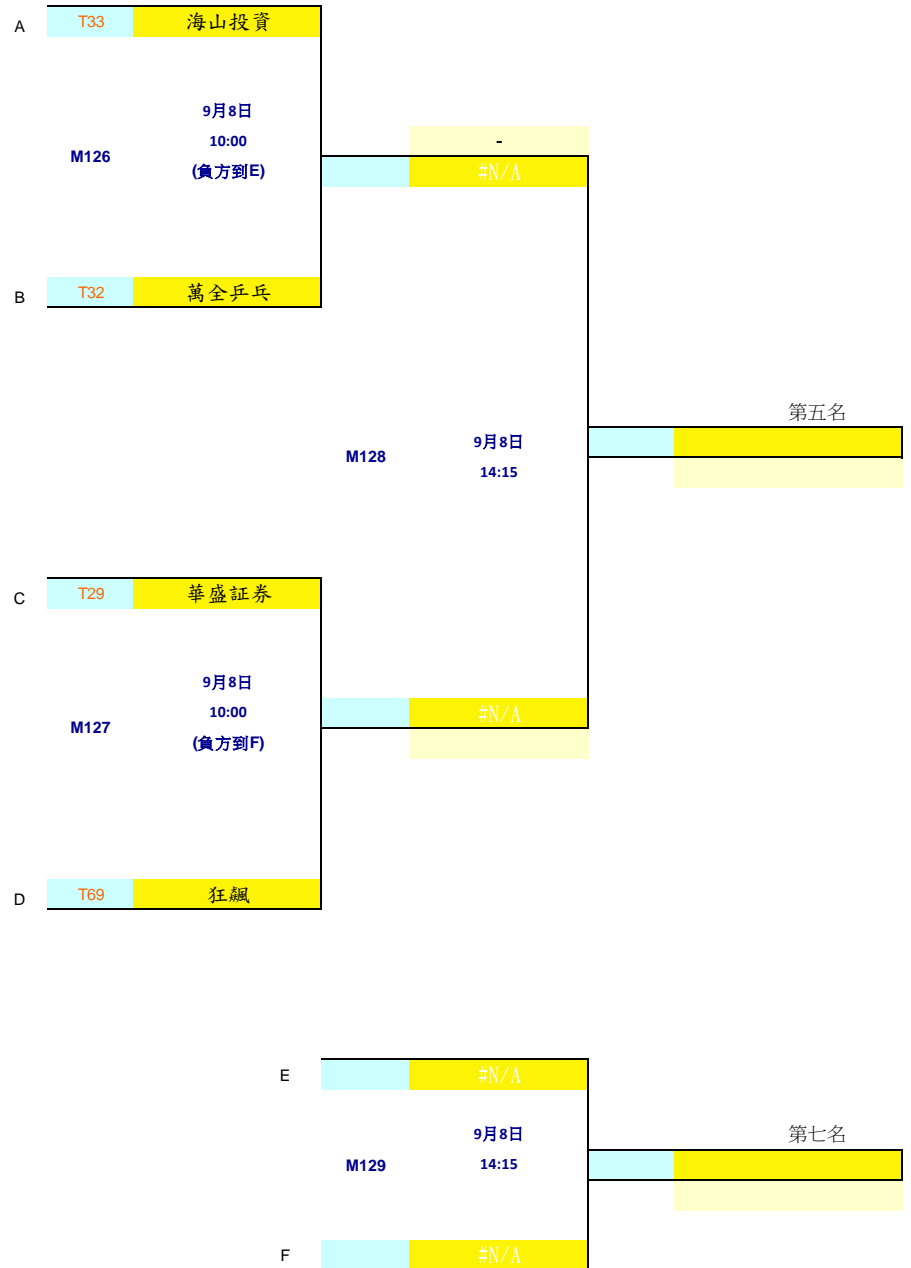 A T33 海山投資
9月8日
10:00
M126
(負方到E)
-
#N/A
B T32 萬全乒乓
第五名
9月8日
M128
14:15
C T29 華盛証券
9月8日
10:00
M127
(負方到F)
#N/A
D T69 狂飆
E #N/A
9月8日
第七名
M129 14:15
F #N/A